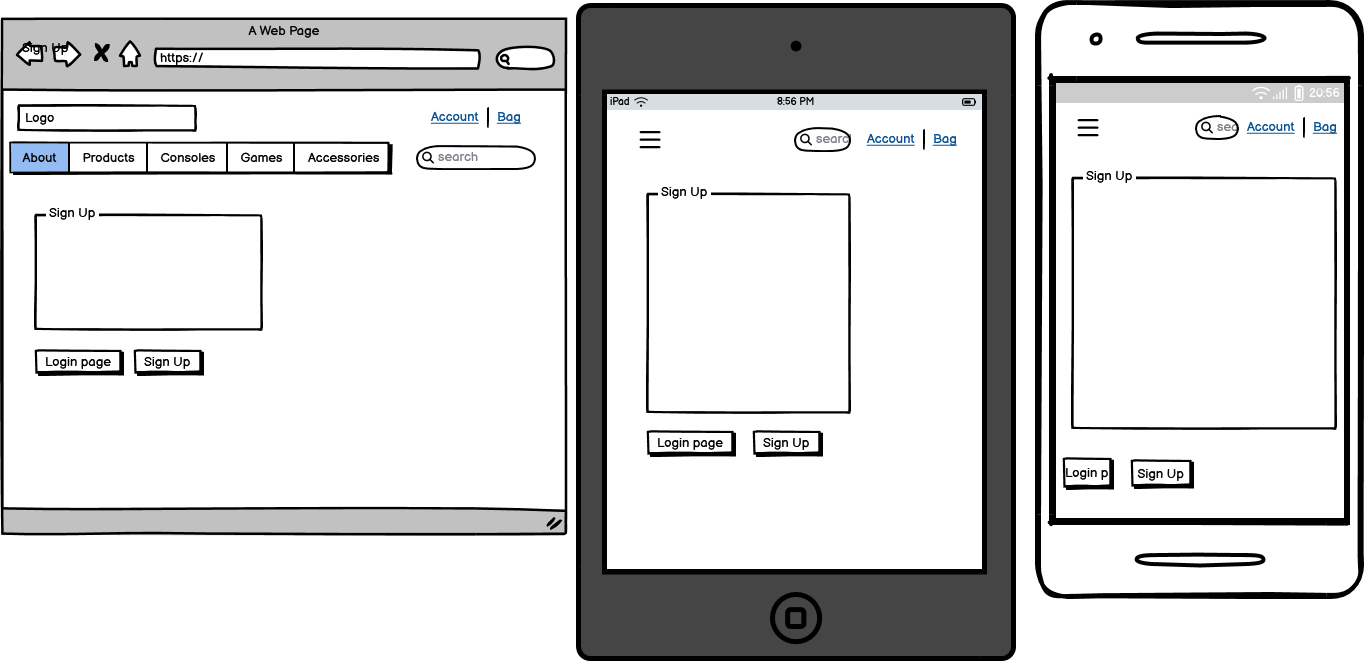 A Web Page
Sign Up
https://
Logo
Account
Bag
About
Products
Consoles
Games
Accessories
search
Sign Up
Login page
Sign Up
iPad
8:56 PM
searc
Account
Bag
Sign Up
Login page
Sign Up
20:56
sea
Account
Bag
Sign Up
Login p
Sign Up